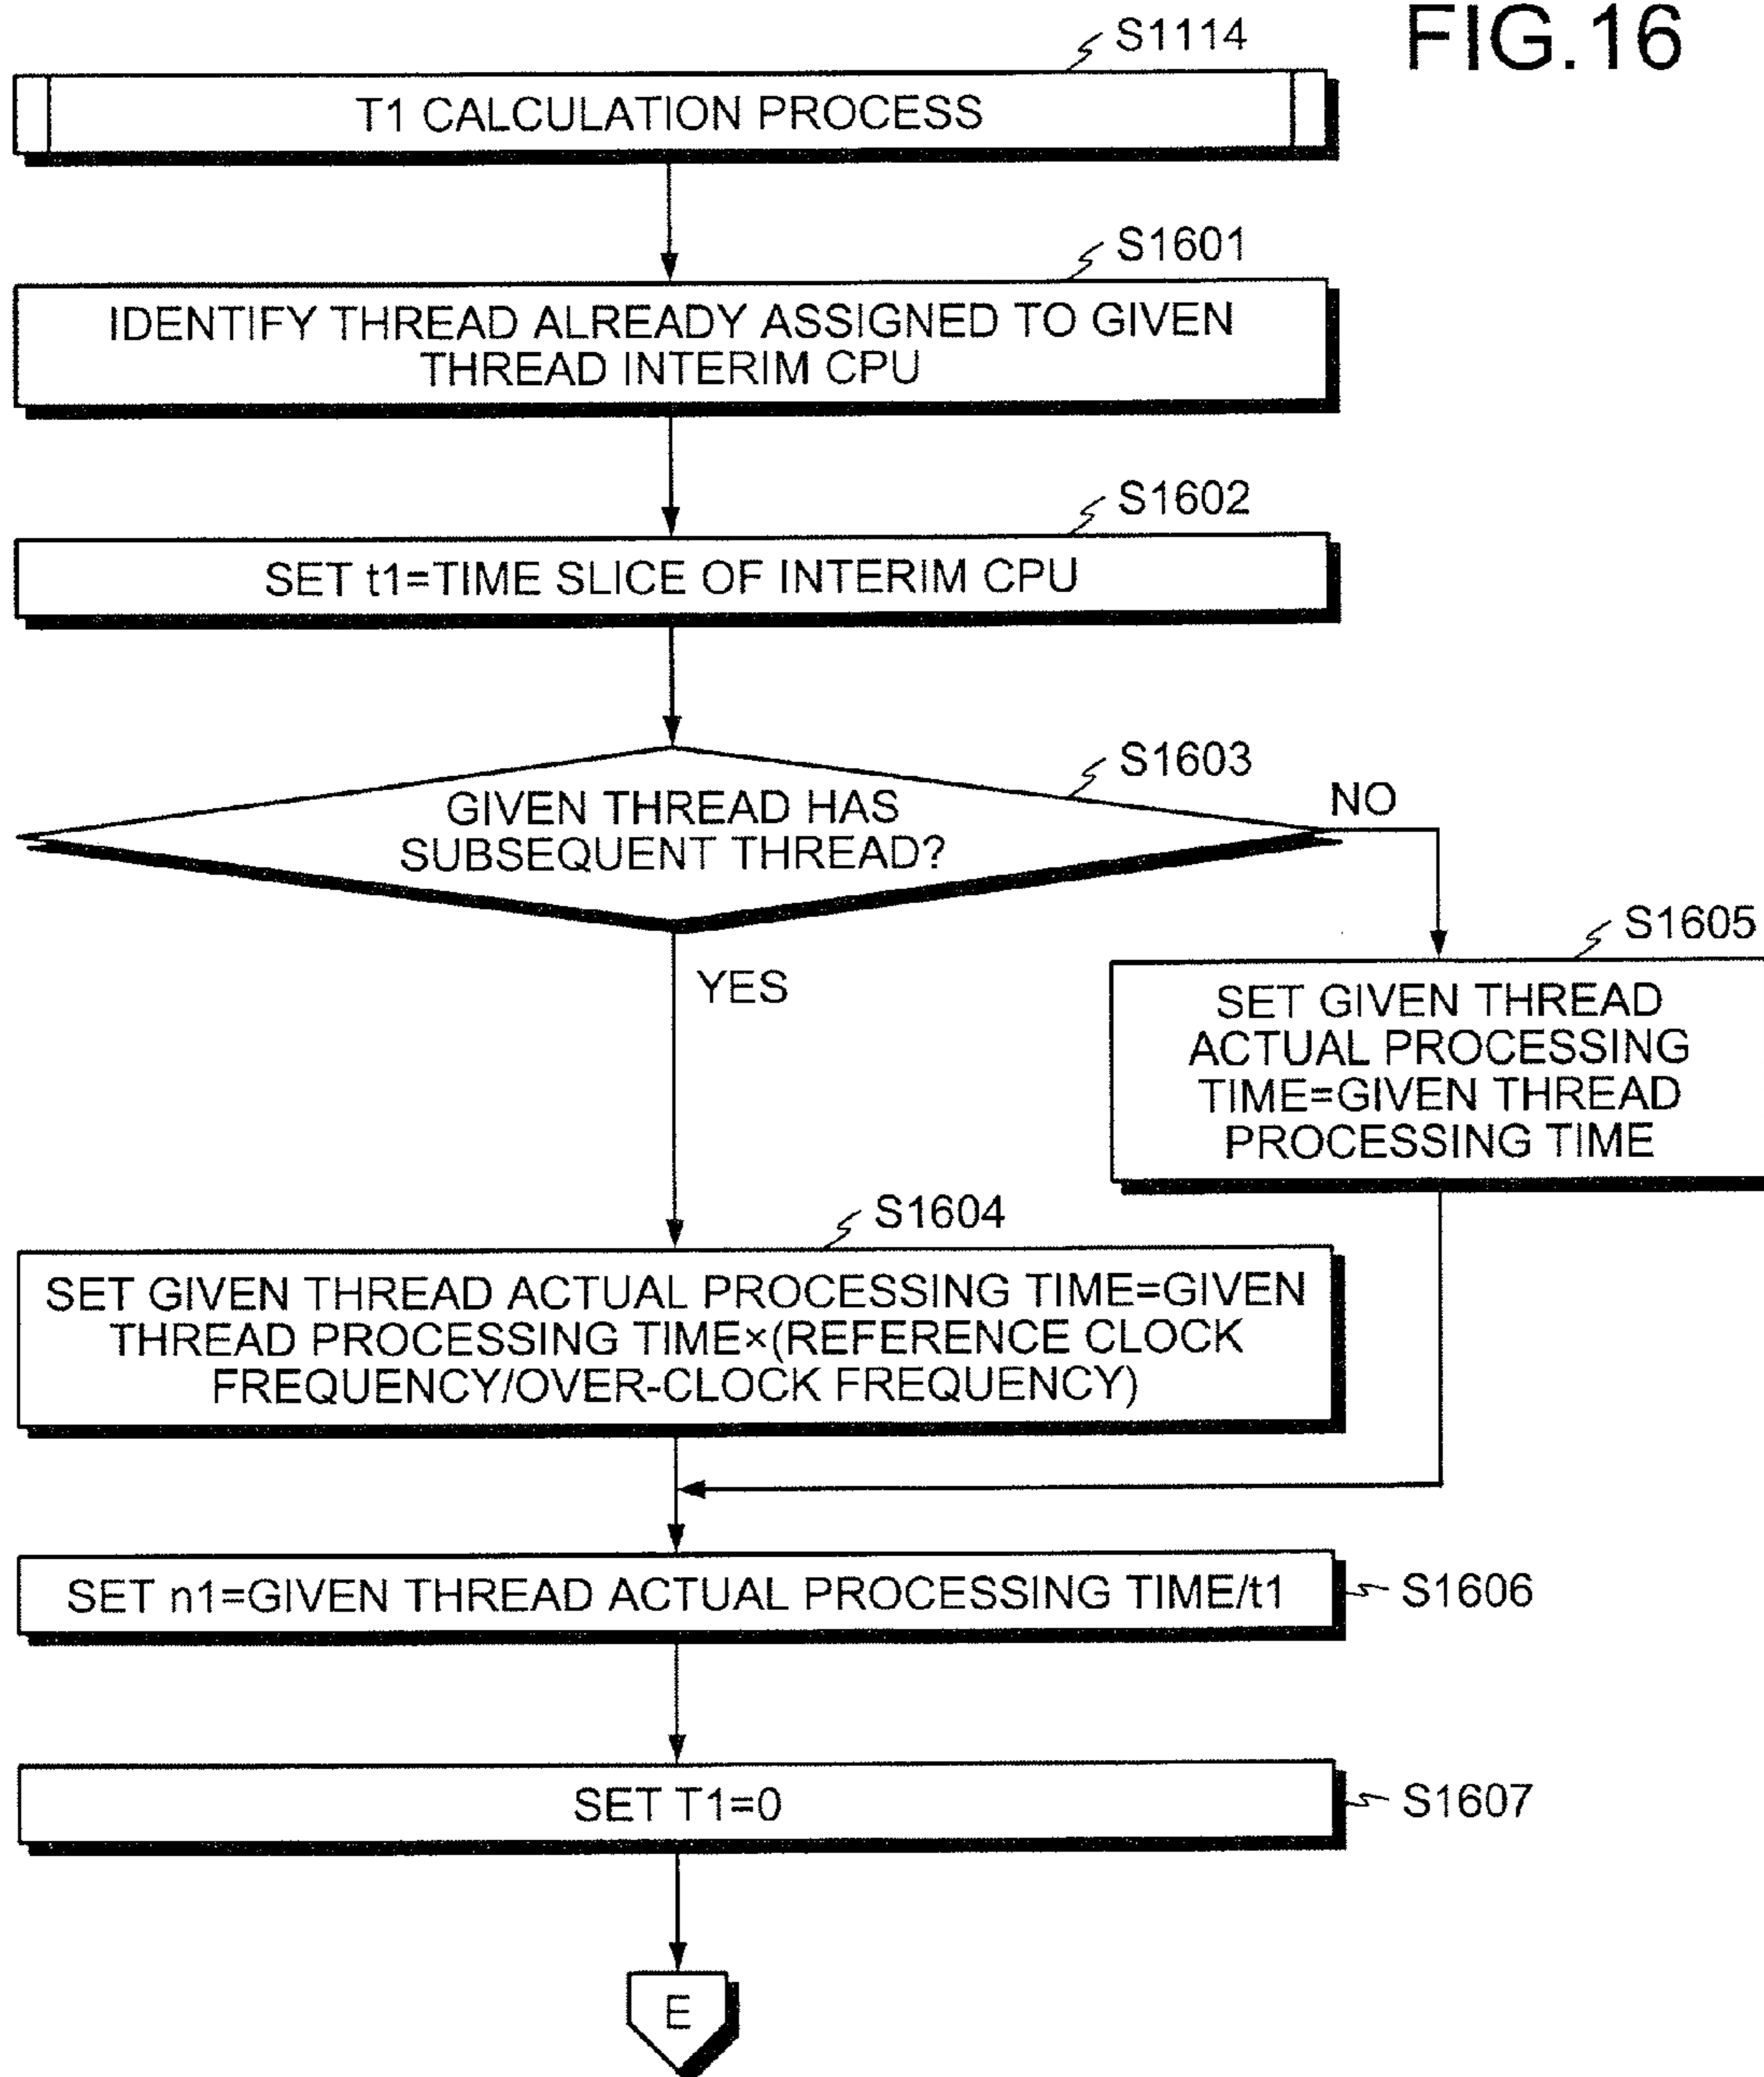 FIG.16
S1114
T1 CALCULATION PROCESS
S1601
IDENTIFY THREAD ALREADY ASSIGNED TO GIVEN
THREAD INTERIM CPU
S1602
SET t1=TIME SLICE OF INTERIM CPU
S1603
GIVEN THREAD HAS
SUBSEQUENT THREAD?
NO
YES
S1605
SET GIVEN THREAD
ACTUAL PROCESSING
TIME=GIVEN THREAD
PROCESSING TIME
S1604
SET GIVEN THREAD ACTUAL PROCESSING TIME=GIVEN
THREAD PROCESSING TIME×(REFERENCE CLOCK
FREQUENCY/OVER-CLOCK FREQUENCY)
SET n1=GIVEN THREAD ACTUAL PROCESSING TIME/t1
S1606
SET T1=0
S1607
E